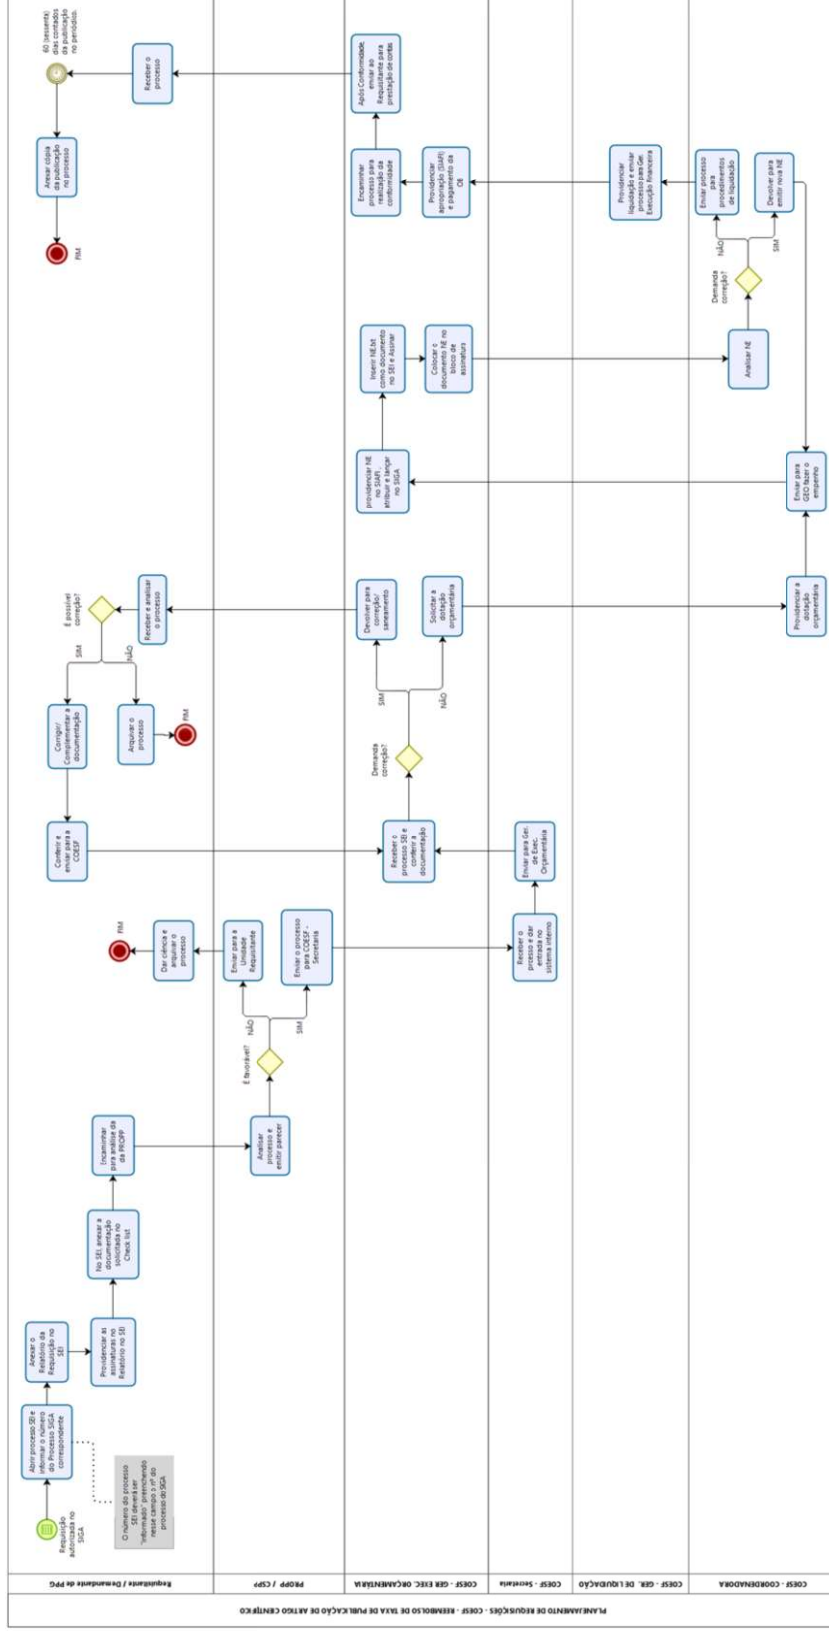 PLANEJAMENTO DE REQUISIÇÕES - COESF - REEMBOLSO DE TAXA DE PUBLICAÇÃO DE ARTIGO CIENTÍFICO
Requisitante / Demandante de PPG
Requisição
autorizada no
SIGA
Abrir processo SEI e
informar o número
do Processo SIGA
correspondente
O número do processo
SEI deverá ser
"informado" preenchendo
nesse campo o nº do
processo do SIGA
Anexar o
Relatório da
Requisição no
SEI
Providenciar as
assinaturas no
Relatório no SEI
No SEI, anexar a
documentação
solicitada no
Check list
Encaminhar
para análise da
da PROPP
FIM
Dar ciência e
arquivar o
processo
Conferir e
enviar para a
COESF
Corrigir/
Complementar a
documentação
Arquivar o
processo
FIM
SIM
NÃO
É possível
correção?
Receber e analisar
o processo
FIM
Anexar cópia
da publicação
no processo
60 (sessenta)
dias contados
da publicação
no periódico.
Receber o
processo
PROPP / CSPP
Analisar
processo e
emitir parecer
É favorável?
NÃO
SIM
Enviar para a
Unidade
Requisitante
Enviar o processo
para COESF -
Secretaria
COESF - GER EXEC. ORÇAMENTÁRIA
Receber o
processo SEI e
conferir a
documentação
Demanda
correção?
SIM
NÃO
Devolver para
correção/
saneamento
Solicitar a
dotação
orçamentária
providenciar NE
no SIAFI ,
atribuir e lançar
no SIGA
Inserir NE.txt
como documento
no SEI e Assinar
Colocar o
documento NE no
bloco de
assinatura
Encaminhar
processo para
realização da
conformidade
Providenciar
apropriação (SIAFI)
e pagamento da
OB
Após Conformidade,
enviar ao
Requisitante para
prestação de contas
COESF - Secretaria
Receber o
prcesso e dar
entrada no
sistema interno
Enviar para Ger.
de Exec.
Orçamentária
COESF - GER. DE LIQUIDAÇÃO
Providenciar
liquidação e enviar
processo para Ger.
Execução financeira
COESF - COORDENADORA
Providenciar a
dotação
orçamentária
Enviar para
GEO fazer o
empenho
Analisar NE
Demanda
correção?
NÃO
SIM
Enviar processo
para
procedimentos
de liquidação
Devolver para
emitir nova NE